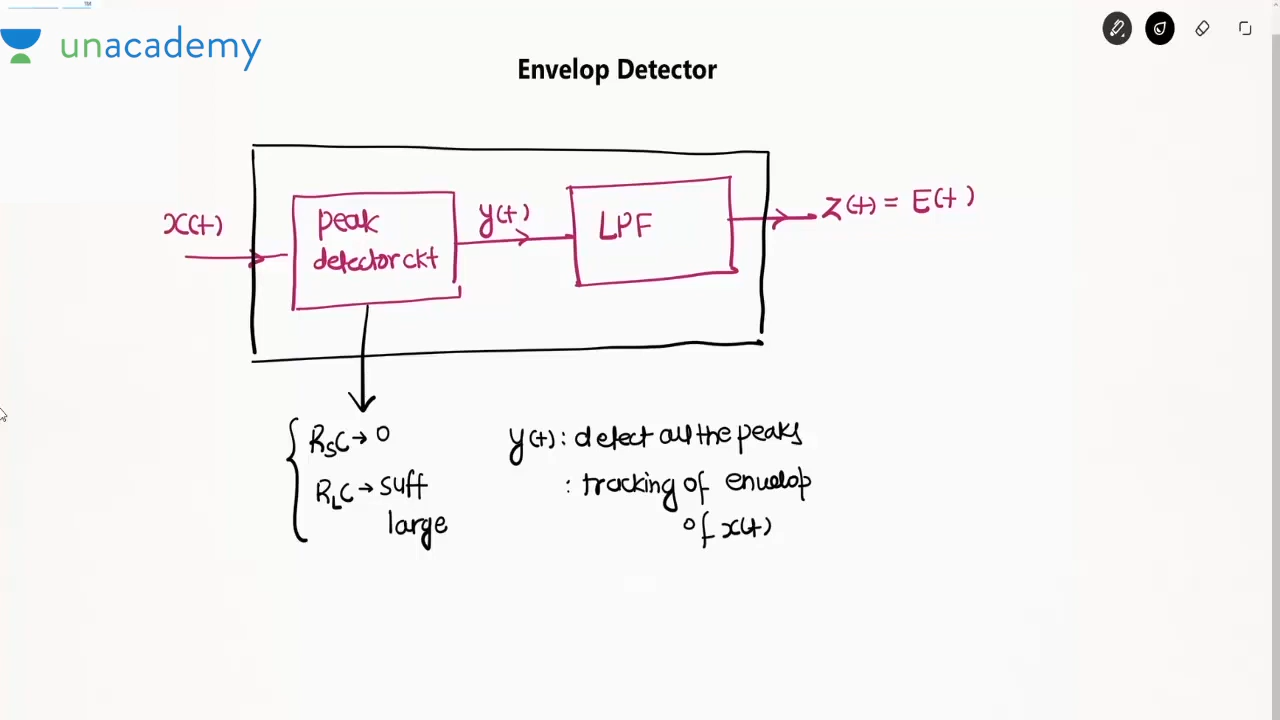 unacademy
Envelop Detector
x(t)
peak
detector ckt
y(t)
LPF
z(t) = E(t)
RSC → 0
RLC → suff
large
y(t) : detect all the peaks
: tracking of envelop
of x(t)